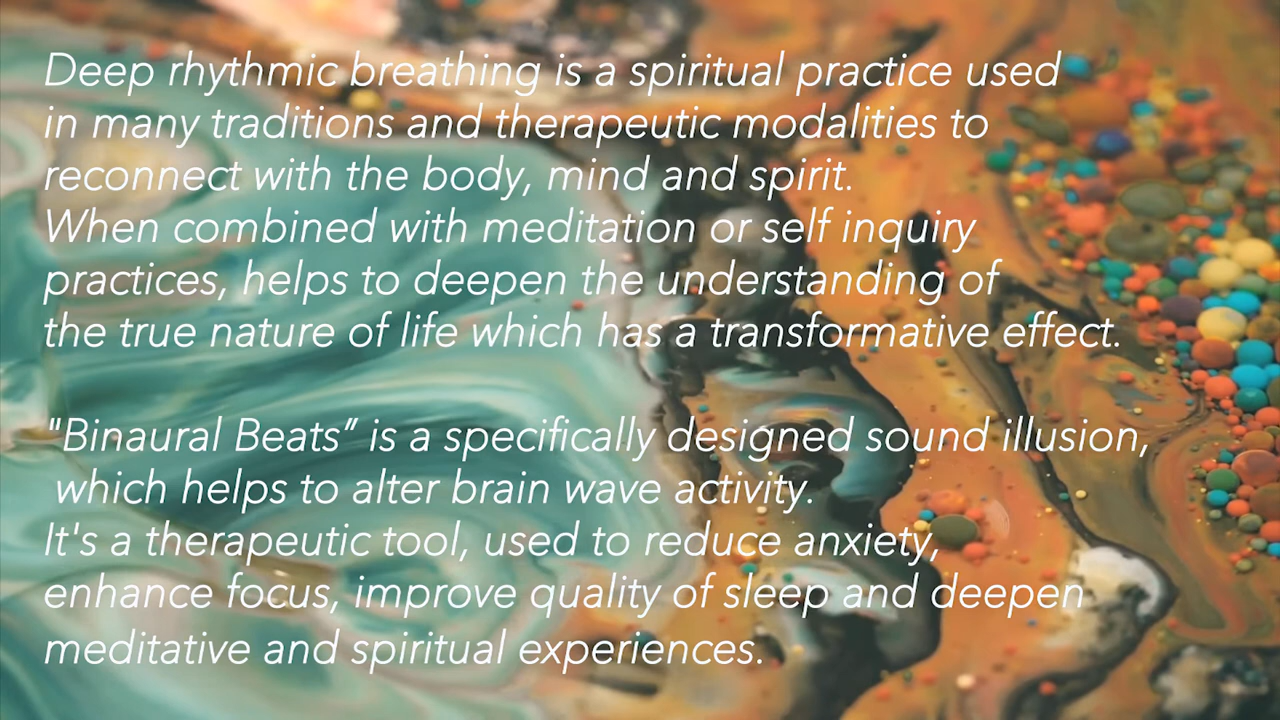 Deep rhythmic breathing is a spiritual practice used
in many traditions and therapeutic modalities to
reconnect with the body, mind and spirit.
When combined with meditation or self inquiry
practices, helps to deepen the understanding of
the true nature of life which has a transformative effect.
"Binaural Beats” is a specifically designed sound illusion,
which helps to alter brain wave activity.
It's a therapeutic tool, used to reduce anxiety,
enhance focus, improve quality of sleep and deepen
meditative and spiritual experiences.